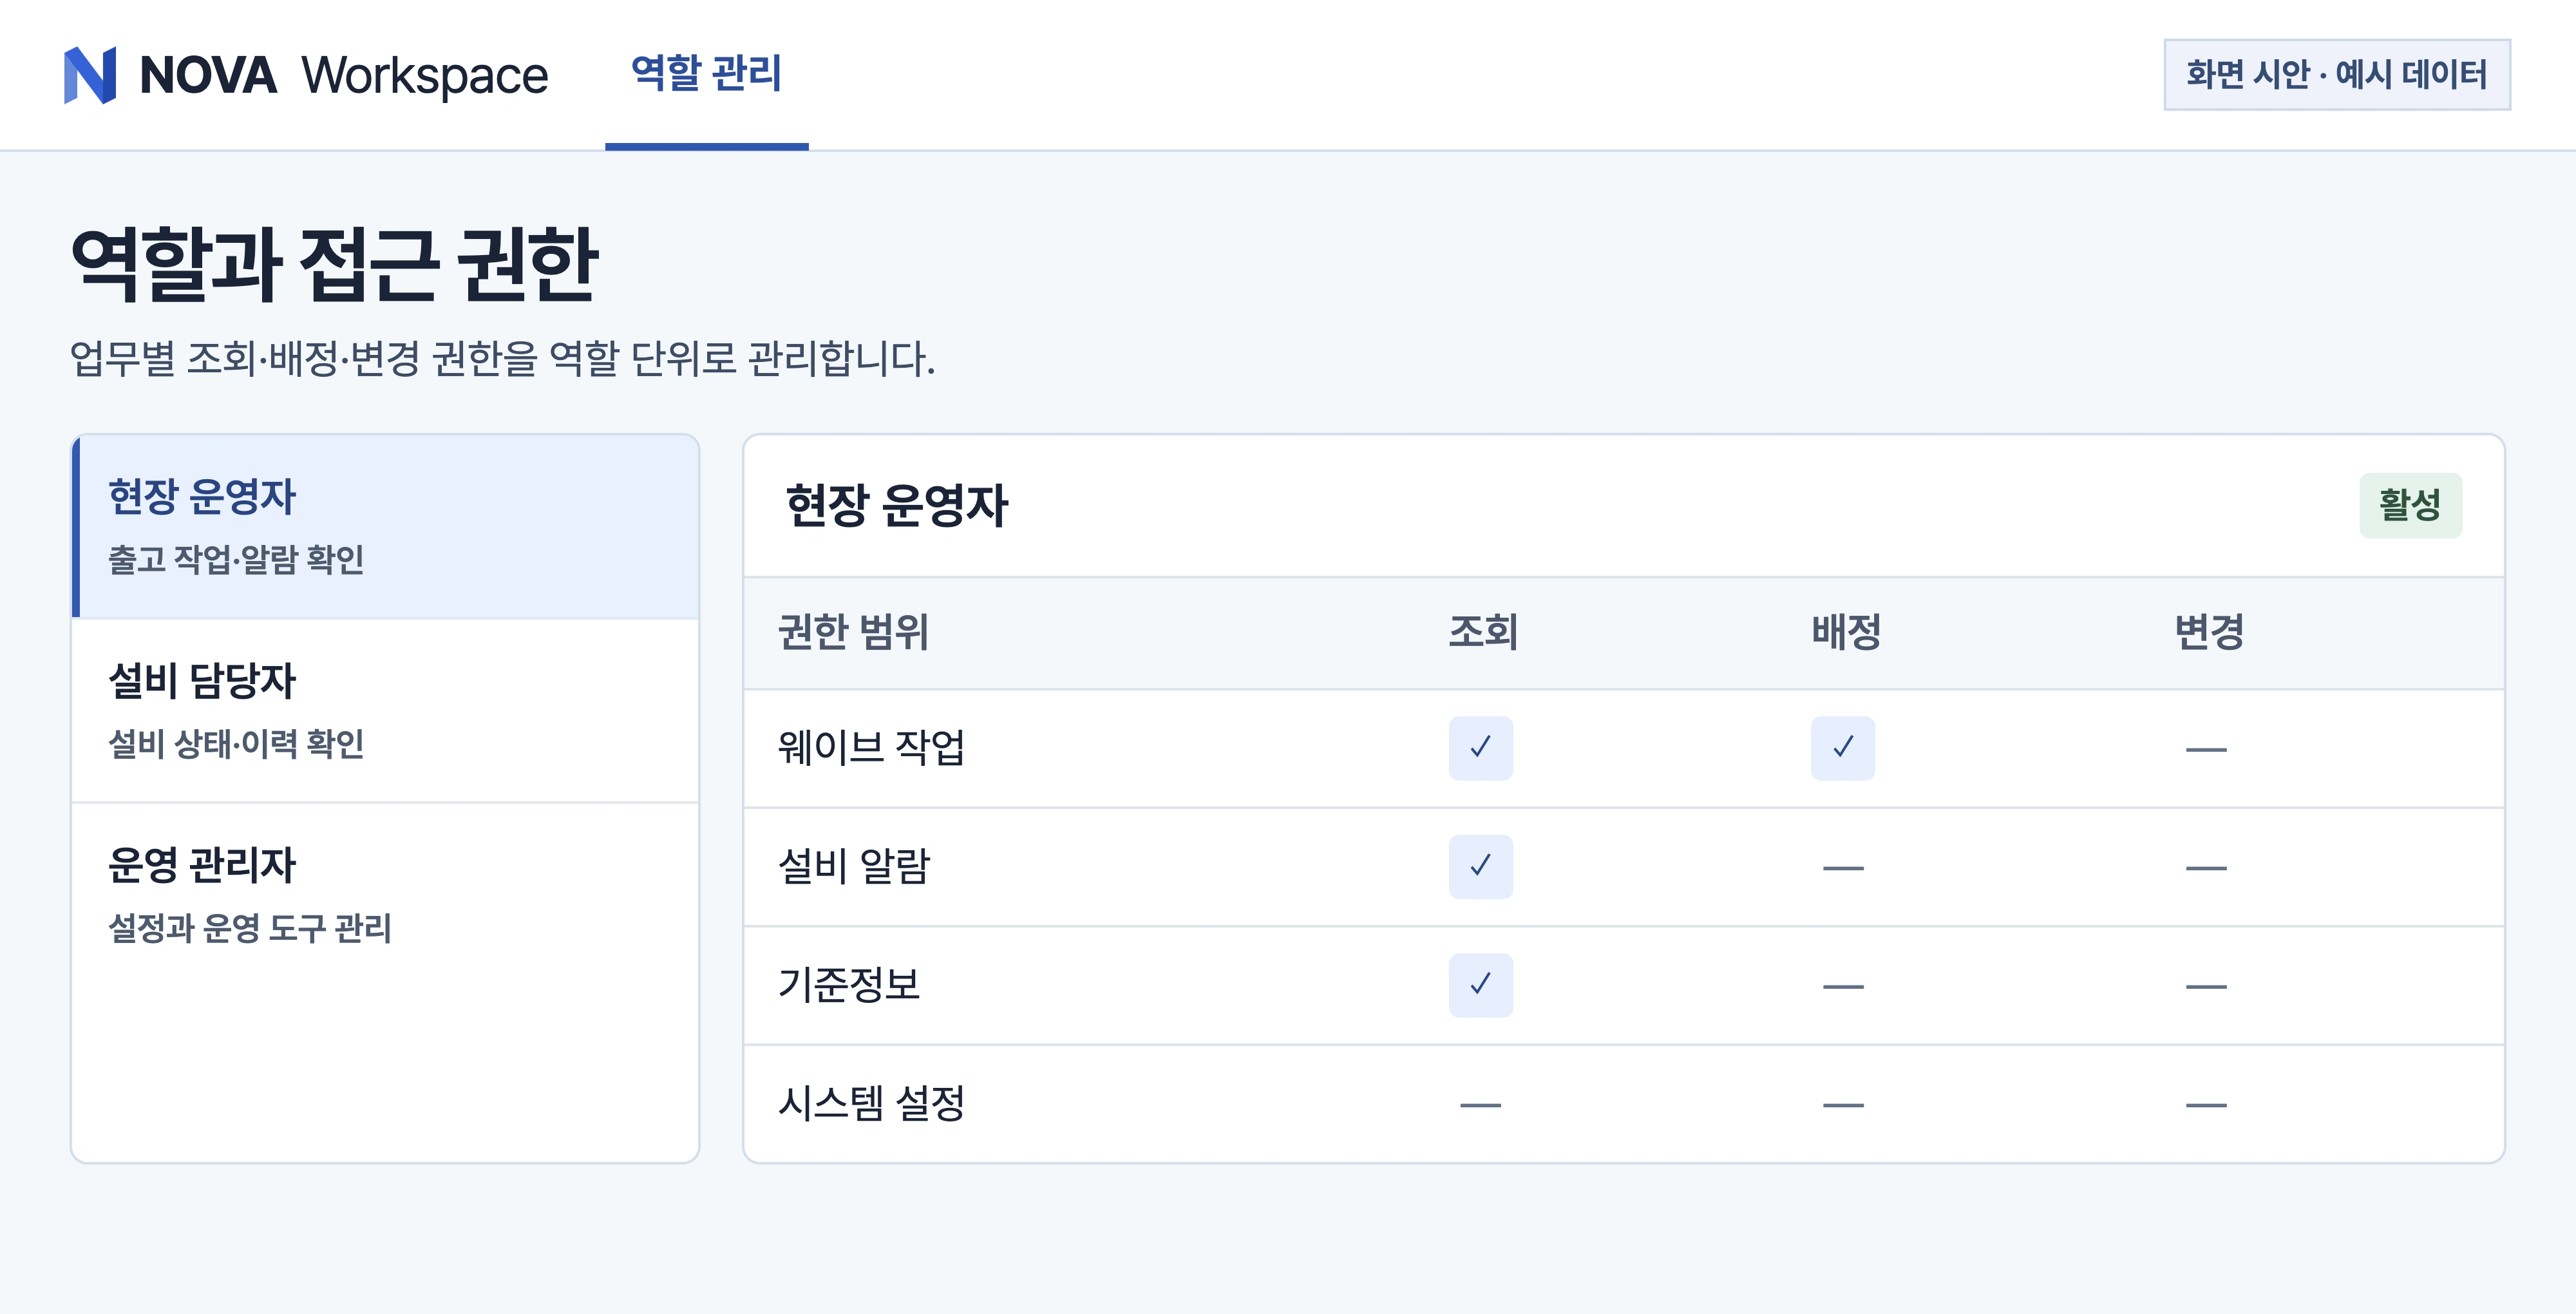 NOVA Workspace 역할 관리 화면 시안 · 예시 데이터
역할과 접근 권한
업무별 조회·배정·변경 권한을 역할 단위로 관리합니다.
현장 운영자
출고 작업·알람 확인
설비 담당자
설비 상태·이력 확인
운영 관리자
설정과 운영 도구 관리
현장 운영자 활성
권한 범위 조회 배정 변경
웨이브 작업 ✓ ✓ —
설비 알람 ✓ — —
기준정보 ✓ — —
시스템 설정 — — —